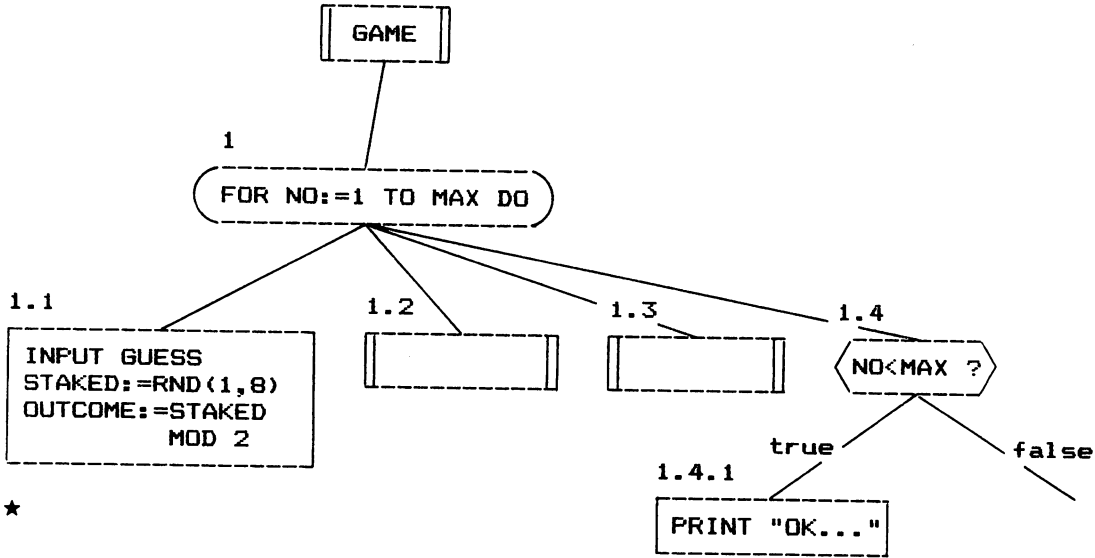 GAME
1
FOR NO:=1 TO MAX DO
1.1
INPUT GUESS
STAKED:=RND(1,8)
OUTCOME:=STAKED
MOD 2
1.2
1.3
1.4
NO<MAX ?
true
false
1.4.1
PRINT "OK..."
★